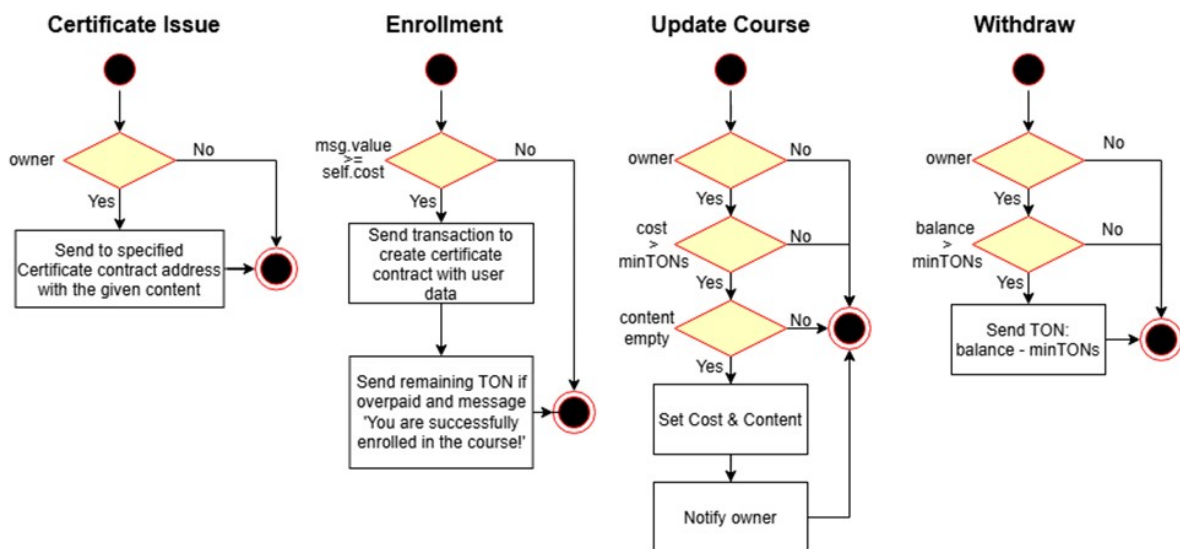 Certificate Issue
owner
No
Yes
Send to specified
Certificate contract address
with the given content
Enrollment
msg.value
>=
self.cost
No
Yes
Send transaction to
create certificate
contract with user
data
Send remaining TON if
overpaid and message
'You are successfully
enrolled in the course!'
Update Course
owner
No
Yes
cost
>
minTONs
No
Yes
content
empty
No
Yes
Set Cost & Content
Notify owner
Withdraw
owner
No
Yes
balance
>
minTONs
No
Yes
Send TON:
balance - minTONs